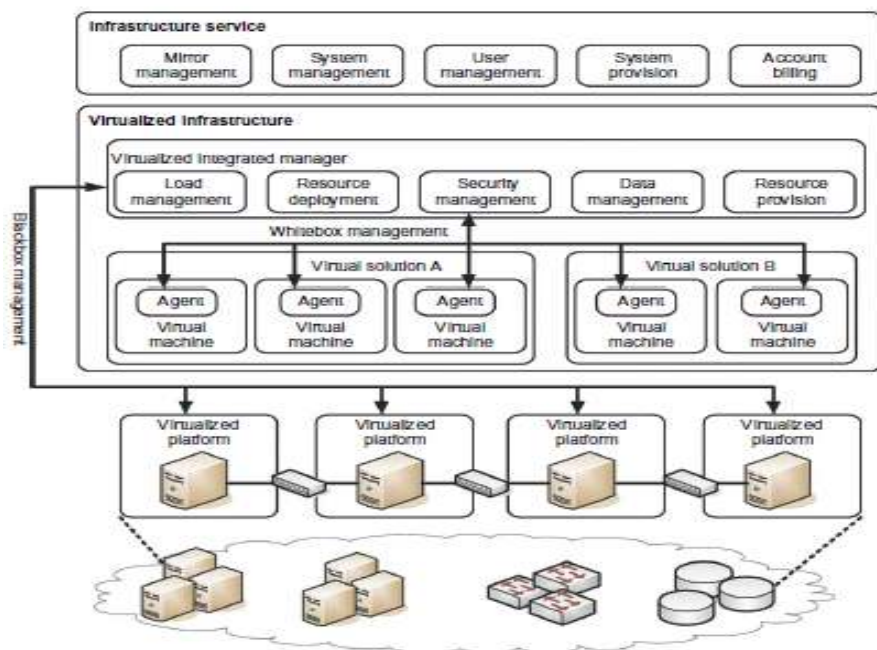 Infrastructure service
Mirror
management
System
management
User
management
System
provision
Account
billing
Virtualized infrastructure
Virtualized integrated manager
Load
management
Resource
deployment
Security
management
Data
management
Resource
provision
Blackbox management
Whitebox management
Virtual solution A
Virtual solution B
Agent
Virtual
machine
Agent
Virtual
machine
Agent
Virtual
machine
Agent
Virtual
machine
Agent
Virtual
machine
Virtualized
platform
Virtualized
platform
Virtualized
platform
Virtualized
platform